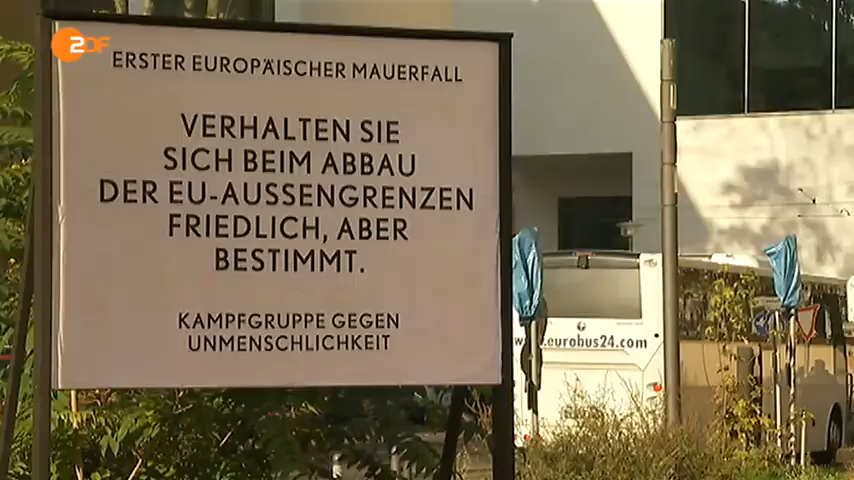 2DF
ERSTER EUROPÄISCHER MAUERFALL
VERHALTEN SIE
SICH BEIM ABBAU
DER EU-AUSSENGRENZEN
FRIEDLICH, ABER
BESTIMMT.
KAMPFGRUPPE GEGEN
UNMENSCHLICHKEIT
www.eurobus24.com